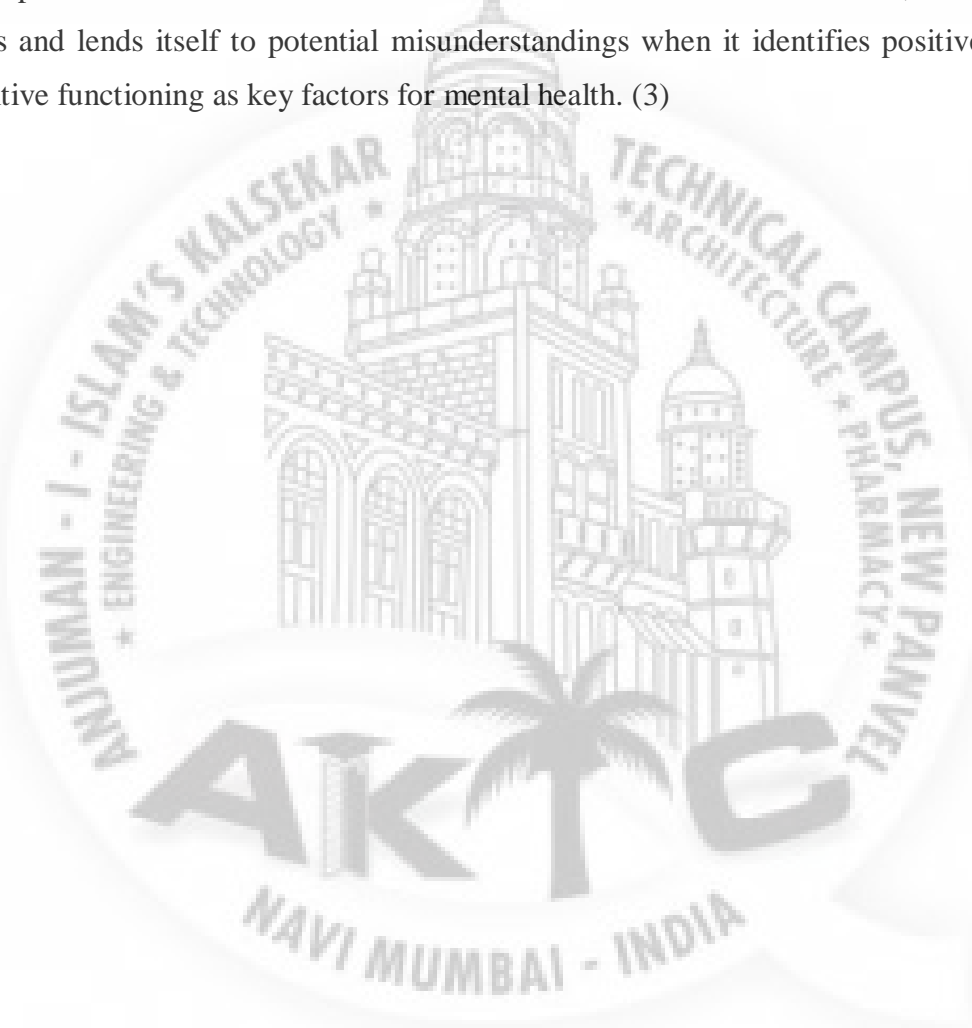 s and lends itself to potential misunderstandings when it identifies positive
tive functioning as key factors for mental health. (3)
ANJUMAN - I - ISLAM'S KALSEKAR TECHNICAL CAMPUS, NEW PANVEL
* ENGINEERING & TECHNOLOGY * *ARCHITECTURE * PHARMACY*
AKTC
NAVI MUMBAI - INDIA